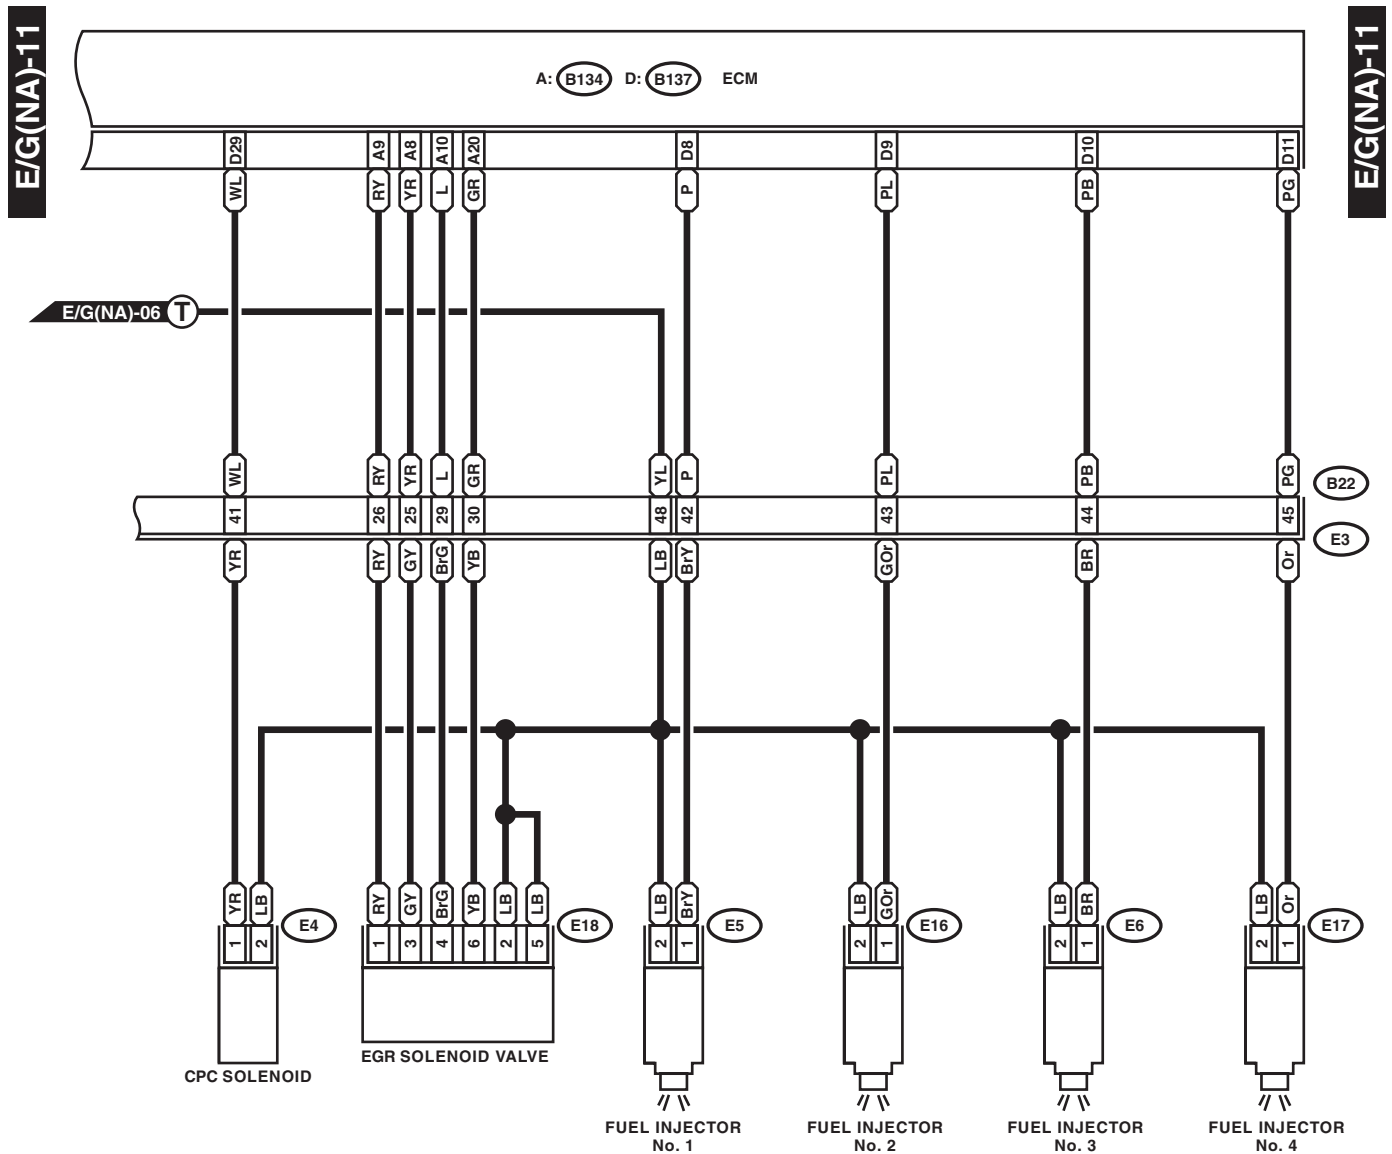 E/G(NA)-11
E/G(NA)-11
A: B134 D: B137 ECM
D29 A9 A8 A10 A20 D8 D9 D10 D11
WL RY YR L GR P PL PB PG
E/G(NA)-06 T
WL RY YR L GR YL P PL PB PG
B22
41 26 25 29 30 48 42 43 44 45
E3
YR RY GY BrG YB LB BrY GOr BR Or
YR LB RY GY BrG YB LB LB LB BrY LB GOr LB BR LB Or
E4 E18 E5 E16 E6 E17
1 2 1 3 4 6 2 5 2 1 2 1 2 1 2 1
EGR SOLENOID VALVE
CPC SOLENOID
FUEL INJECTOR
No. 1
FUEL INJECTOR
No. 2
FUEL INJECTOR
No. 3
FUEL INJECTOR
No. 4